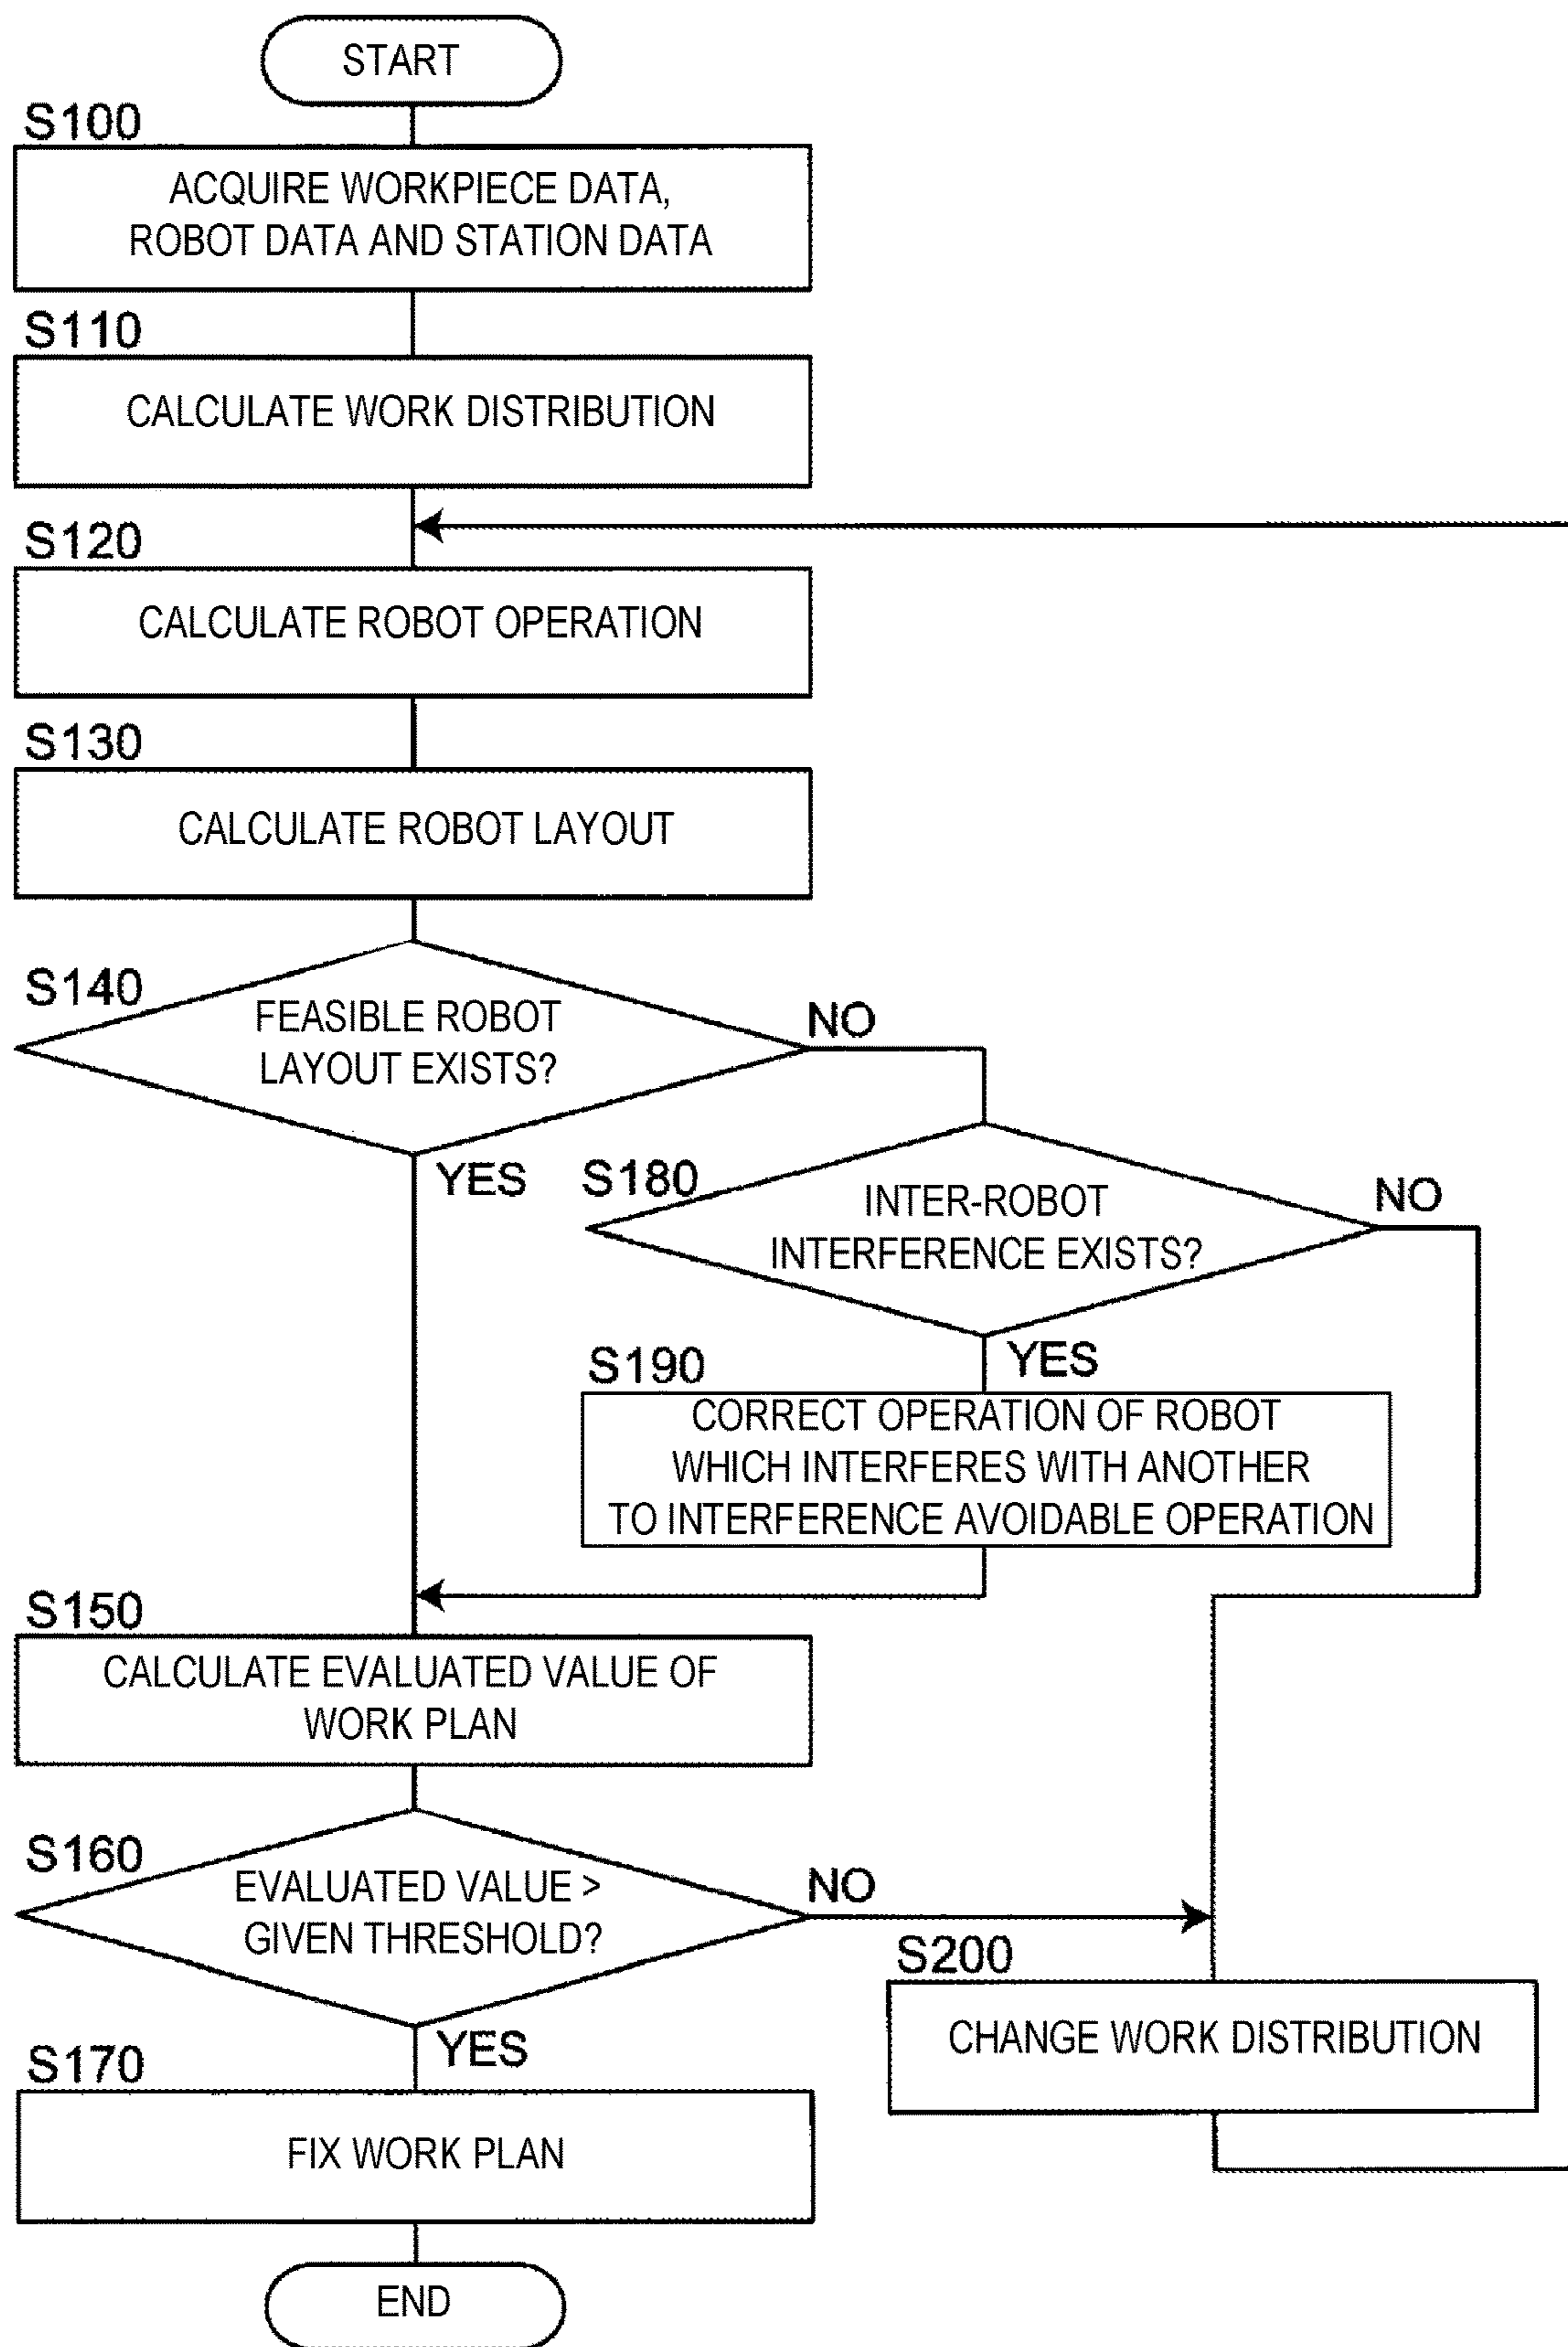 START
S100
ACQUIRE WORKPIECE DATA,
ROBOT DATA AND STATION DATA
S110
CALCULATE WORK DISTRIBUTION
S120
CALCULATE ROBOT OPERATION
S130
CALCULATE ROBOT LAYOUT
S140
FEASIBLE ROBOT
LAYOUT EXISTS?
NO
YES
S180
INTER-ROBOT
INTERFERENCE EXISTS?
NO
YES
S190
CORRECT OPERATION OF ROBOT
WHICH INTERFERES WITH ANOTHER
TO INTERFERENCE AVOIDABLE OPERATION
S150
CALCULATE EVALUATED VALUE OF
WORK PLAN
S160
EVALUATED VALUE >
GIVEN THRESHOLD?
NO
YES
S200
CHANGE WORK DISTRIBUTION
S170
FIX WORK PLAN
END